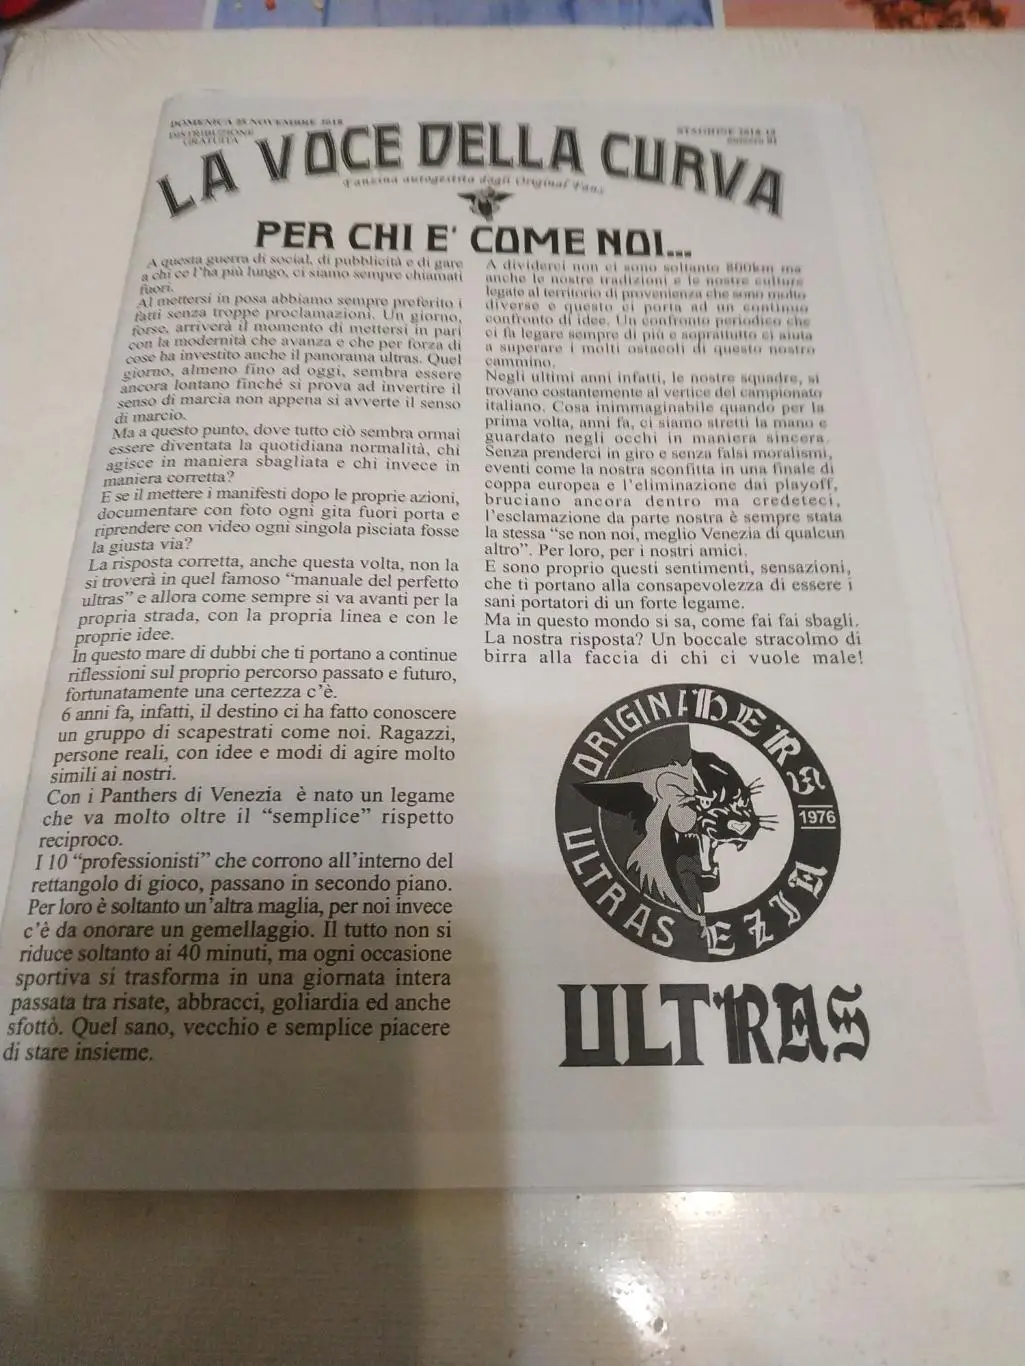 DOMENICA 25 NOVEMBRE 2018
DISTRIBUZIONE
GRATUITA
STAGIONE 2018-19
numero 01
LA VOCE DELLA CURVA
Fanzina autogestita dagli Original Fans
PER CHI E' COME NOI...
A questa guerra di social, di pubblicità e di gare
a chi ce l'ha più lungo, ci siamo sempre chiamati
fuori.
Al mettersi in posa abbiamo sempre preferito i
fatti senza troppe proclamazioni. Un giorno,
forse, arriverà il momento di mettersi in pari
con la modernità che avanza e che per forza di
cose ha investito anche il panorama ultras. Quel
giorno, almeno fino ad oggi, sembra essere
ancora lontano finché si prova ad invertire il
senso di marcia non appena si avverte il senso
di marcio.
Ma a questo punto, dove tutto ciò sembra ormai
essere diventata la quotidiana normalità, chi
agisce in maniera sbagliata e chi invece in
maniera corretta?
E se il mettere i manifesti dopo le proprie azioni,
documentare con foto ogni gita fuori porta e
riprendere con video ogni singola pisciata fosse
la giusta via?
La risposta corretta, anche questa volta, non la
si troverà in quel famoso “manuale del perfetto
ultras” e allora come sempre si va avanti per la
propria strada, con la propria linea e con le
proprie idee.
In questo mare di dubbi che ti portano a continue
riflessioni sul proprio percorso passato e futuro,
fortunatamente una certezza c'è.
6 anni fa, infatti, il destino ci ha fatto conoscere
un gruppo di scapestrati come noi. Ragazzi,
persone reali, con idee e modi di agire molto
simili ai nostri.
Con i Panthers di Venezia è nato un legame
che va molto oltre il “semplice” rispetto
reciproco.
I 10 “professionisti” che corrono all'interno del
rettangolo di gioco, passano in secondo piano.
Per loro è soltanto un'altra maglia, per noi invece
c'è da onorare un gemellaggio. Il tutto non si
riduce soltanto ai 40 minuti, ma ogni occasione
sportiva si trasforma in una giornata intera
passata tra risate, abbracci, goliardia ed anche
sfottò. Quel sano, vecchio e semplice piacere
di stare insieme.
A dividerci non ci sono soltanto 800km ma
anche le nostre tradizioni e le nostre culture
legate al territorio di provenienza che sono molto
diverse e questo ci porta ad un continuo
confronto di idee. Un confronto periodico che
ci fa legare sempre di più e soprattutto ci aiuta
a superare i molti ostacoli di questo nostro
cammino.
Negli ultimi anni infatti, le nostre squadre, si
trovano costantemente al vertice del campionato
italiano. Cosa inimmaginabile quando per la
prima volta, anni fa, ci siamo stretti la mano e
guardato negli occhi in maniera sincera.
Senza prenderci in giro e senza falsi moralismi,
eventi come la nostra sconfitta in una finale di
coppa europea e l'eliminazione dai playoff,
bruciano ancora dentro ma credeteci,
l'esclamazione da parte nostra è sempre stata
la stessa “se non noi, meglio Venezia di qualcun
altro”. Per loro, per i nostri amici.
E sono proprio questi sentimenti, sensazioni,
che ti portano alla consapevolezza di essere i
sani portatori di un forte legame.
Ma in questo mondo si sa, come fai fai sbagli.
La nostra risposta? Un boccale stracolmo di
birra alla faccia di chi ci vuole male!
ORIGINA
HERS
1976
ULTRAS
EZIA
ULTRAS